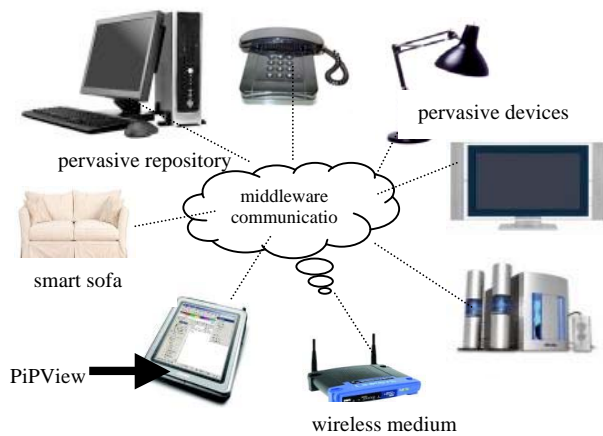 pervasive devices
pervasive repository
middleware
communicatio
smart sofa
PiPView
wireless medium